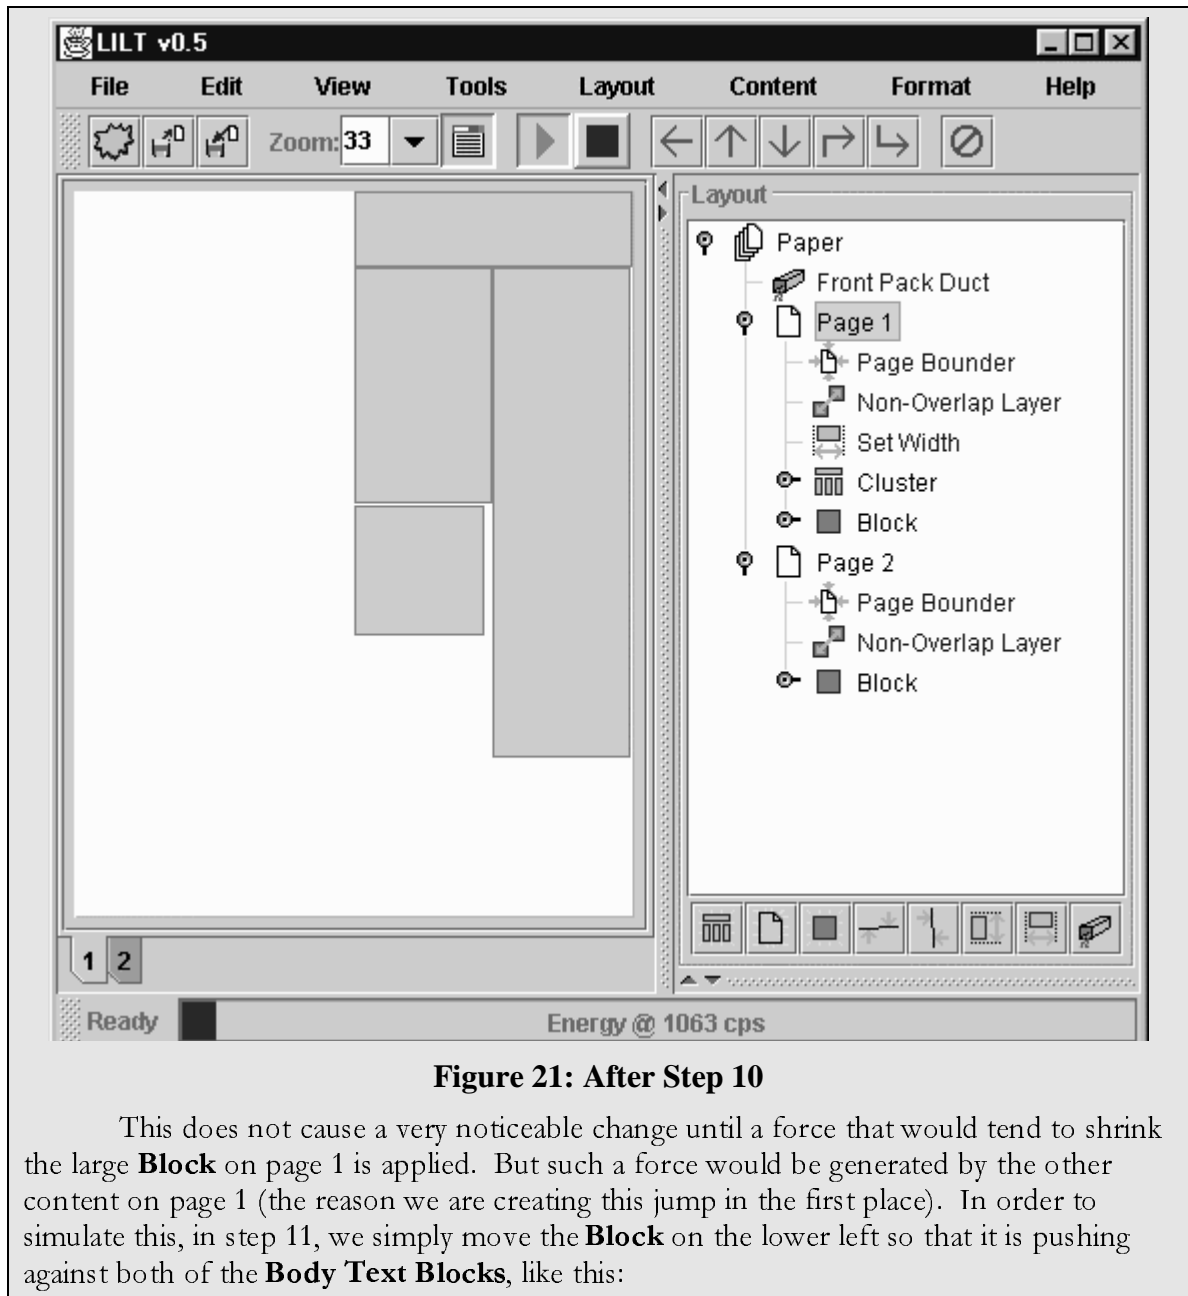 LILT v0.5
File Edit View Tools Layout Content Format Help
Zoom: 33
Layout
Paper
Front Pack Duct
Page 1
Page Bounder
Non-Overlap Layer
Set Width
Cluster
Block
Page 2
Page Bounder
Non-Overlap Layer
Block
1 2
Ready Energy @ 1063 cps
Figure 21: After Step 10
This does not cause a very noticeable change until a force that would tend to shrink
the large Block on page 1 is applied. But such a force would be generated by the other
content on page 1 (the reason we are creating this jump in the first place). In order to
simulate this, in step 11, we simply move the Block on the lower left so that it is pushing
against both of the Body Text Blocks, like this: